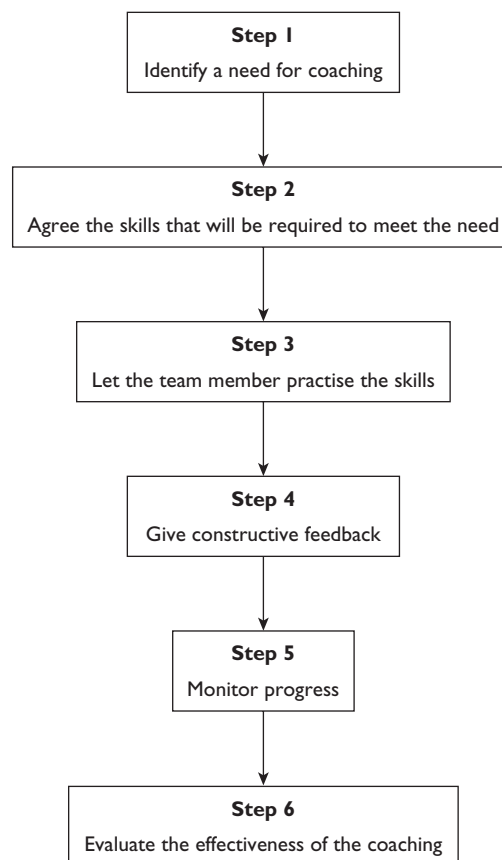 Step 1
Identify a need for coaching
Step 2
Agree the skills that will be required to meet the need
Step 3
Let the team member practise the skills
Step 4
Give constructive feedback
Step 5
Monitor progress
Step 6
Evaluate the effectiveness of the coaching